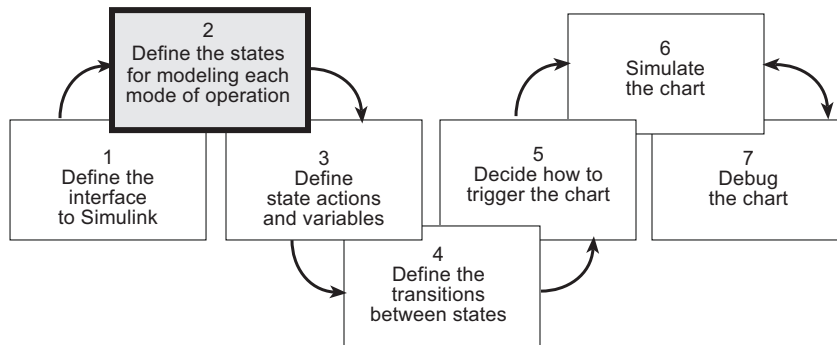 1
Define the
interface
to Simulink
2
Define the states
for modeling each
mode of operation
3
Define
state actions
and variables
4
Define the
transitions
between states
5
Decide how to
trigger the chart
6
Simulate
the chart
7
Debug
the chart